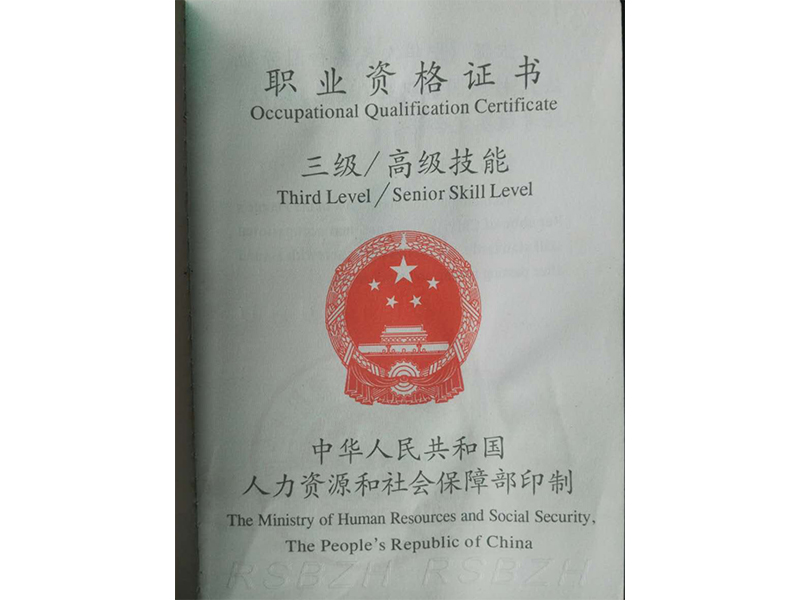 职业资格证书
Occupational Qualification Certificate
三级/高级技能
Third Level/Senior Skill Level
中华人民共和国
人力资源和社会保障部印制
The Ministry of Human Resources and Social Security,
The People's Republic of China
RSBZH RSBZH